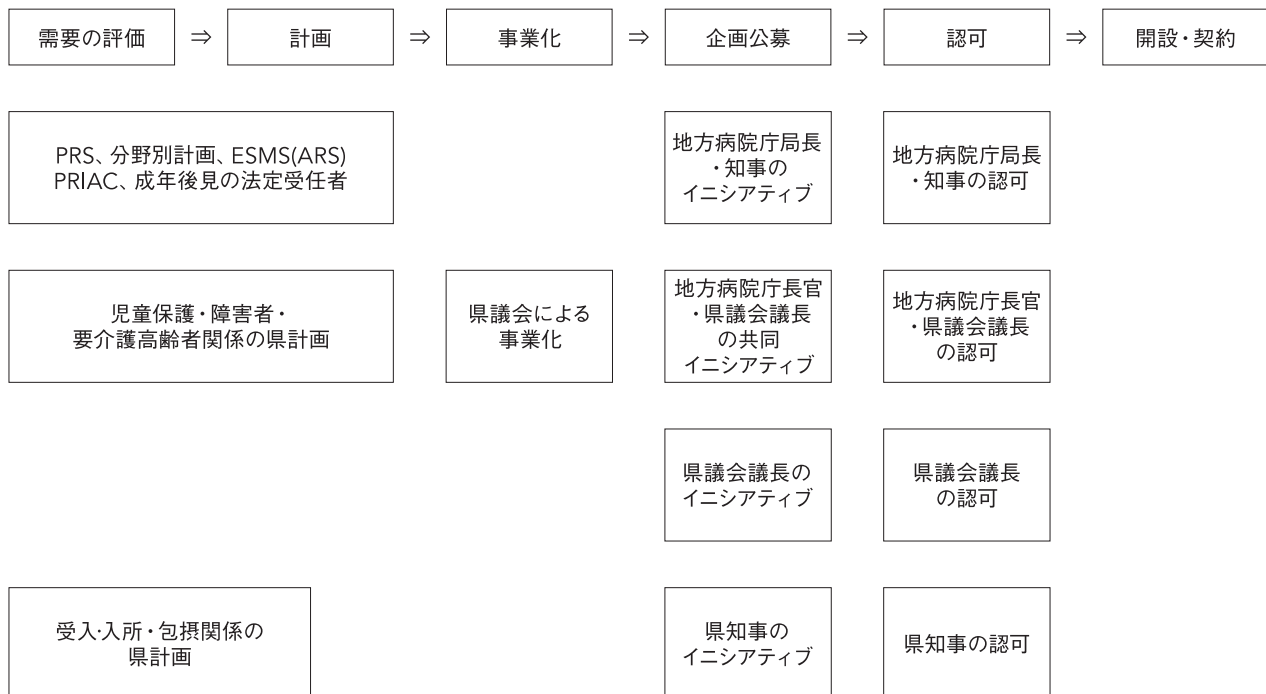 需要の評価 ⇒ 計画 ⇒ 事業化 ⇒ 企画公募 ⇒ 認可 ⇒ 開設・契約
PRS、分野別計画、ESMS(ARS)
PRIAC、成年後見の法定受任者
地方病院庁局長
・知事の
イニシアティブ
地方病院庁局長
・知事の認可
児童保護・障害者・
要介護高齢者関係の県計画
県議会による
事業化
地方病院庁長官
・県議会議長
の共同
イニシアティブ
地方病院庁長官
・県議会議長
の認可
県議会議長の
イニシアティブ
県議会議長
の認可
受入・入所・包摂関係の
県計画
県知事の
イニシアティブ
県知事の認可